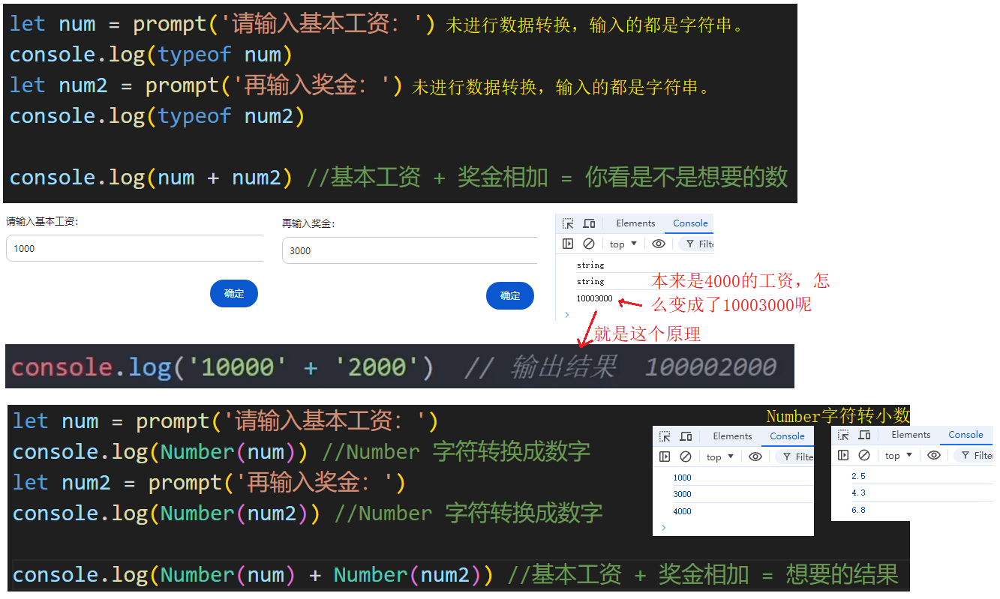 let num = prompt('请输入基本工资：') 未进行数据转换，输入的都是字符串。
console.log(typeof num)
let num2 = prompt('再输入奖金：') 未进行数据转换，输入的都是字符串。
console.log(typeof num2)
console.log(num + num2) //基本工资 + 奖金相加 = 你看是不是想要的数
请输入基本工资：
1000
确定
再输入奖金：
3000
确定
Elements Console
top
string
string
10003000
本来是4000的工资，怎
么变成了10003000呢
就是这个原理
console.log('10000' + '2000') // 输出结果 100002000
let num = prompt('请输入基本工资：')
console.log(Number(num)) //Number 字符转换成数字
let num2 = prompt('再输入奖金：')
console.log(Number(num2)) //Number 字符转换成数字
console.log(Number(num) + Number(num2)) //基本工资 + 奖金相加 = 想要的结果
Number字符转小数
Elements Console
top Filte
1000
3000
4000
Elements Console
top Filter
2.5
4.3
6.8